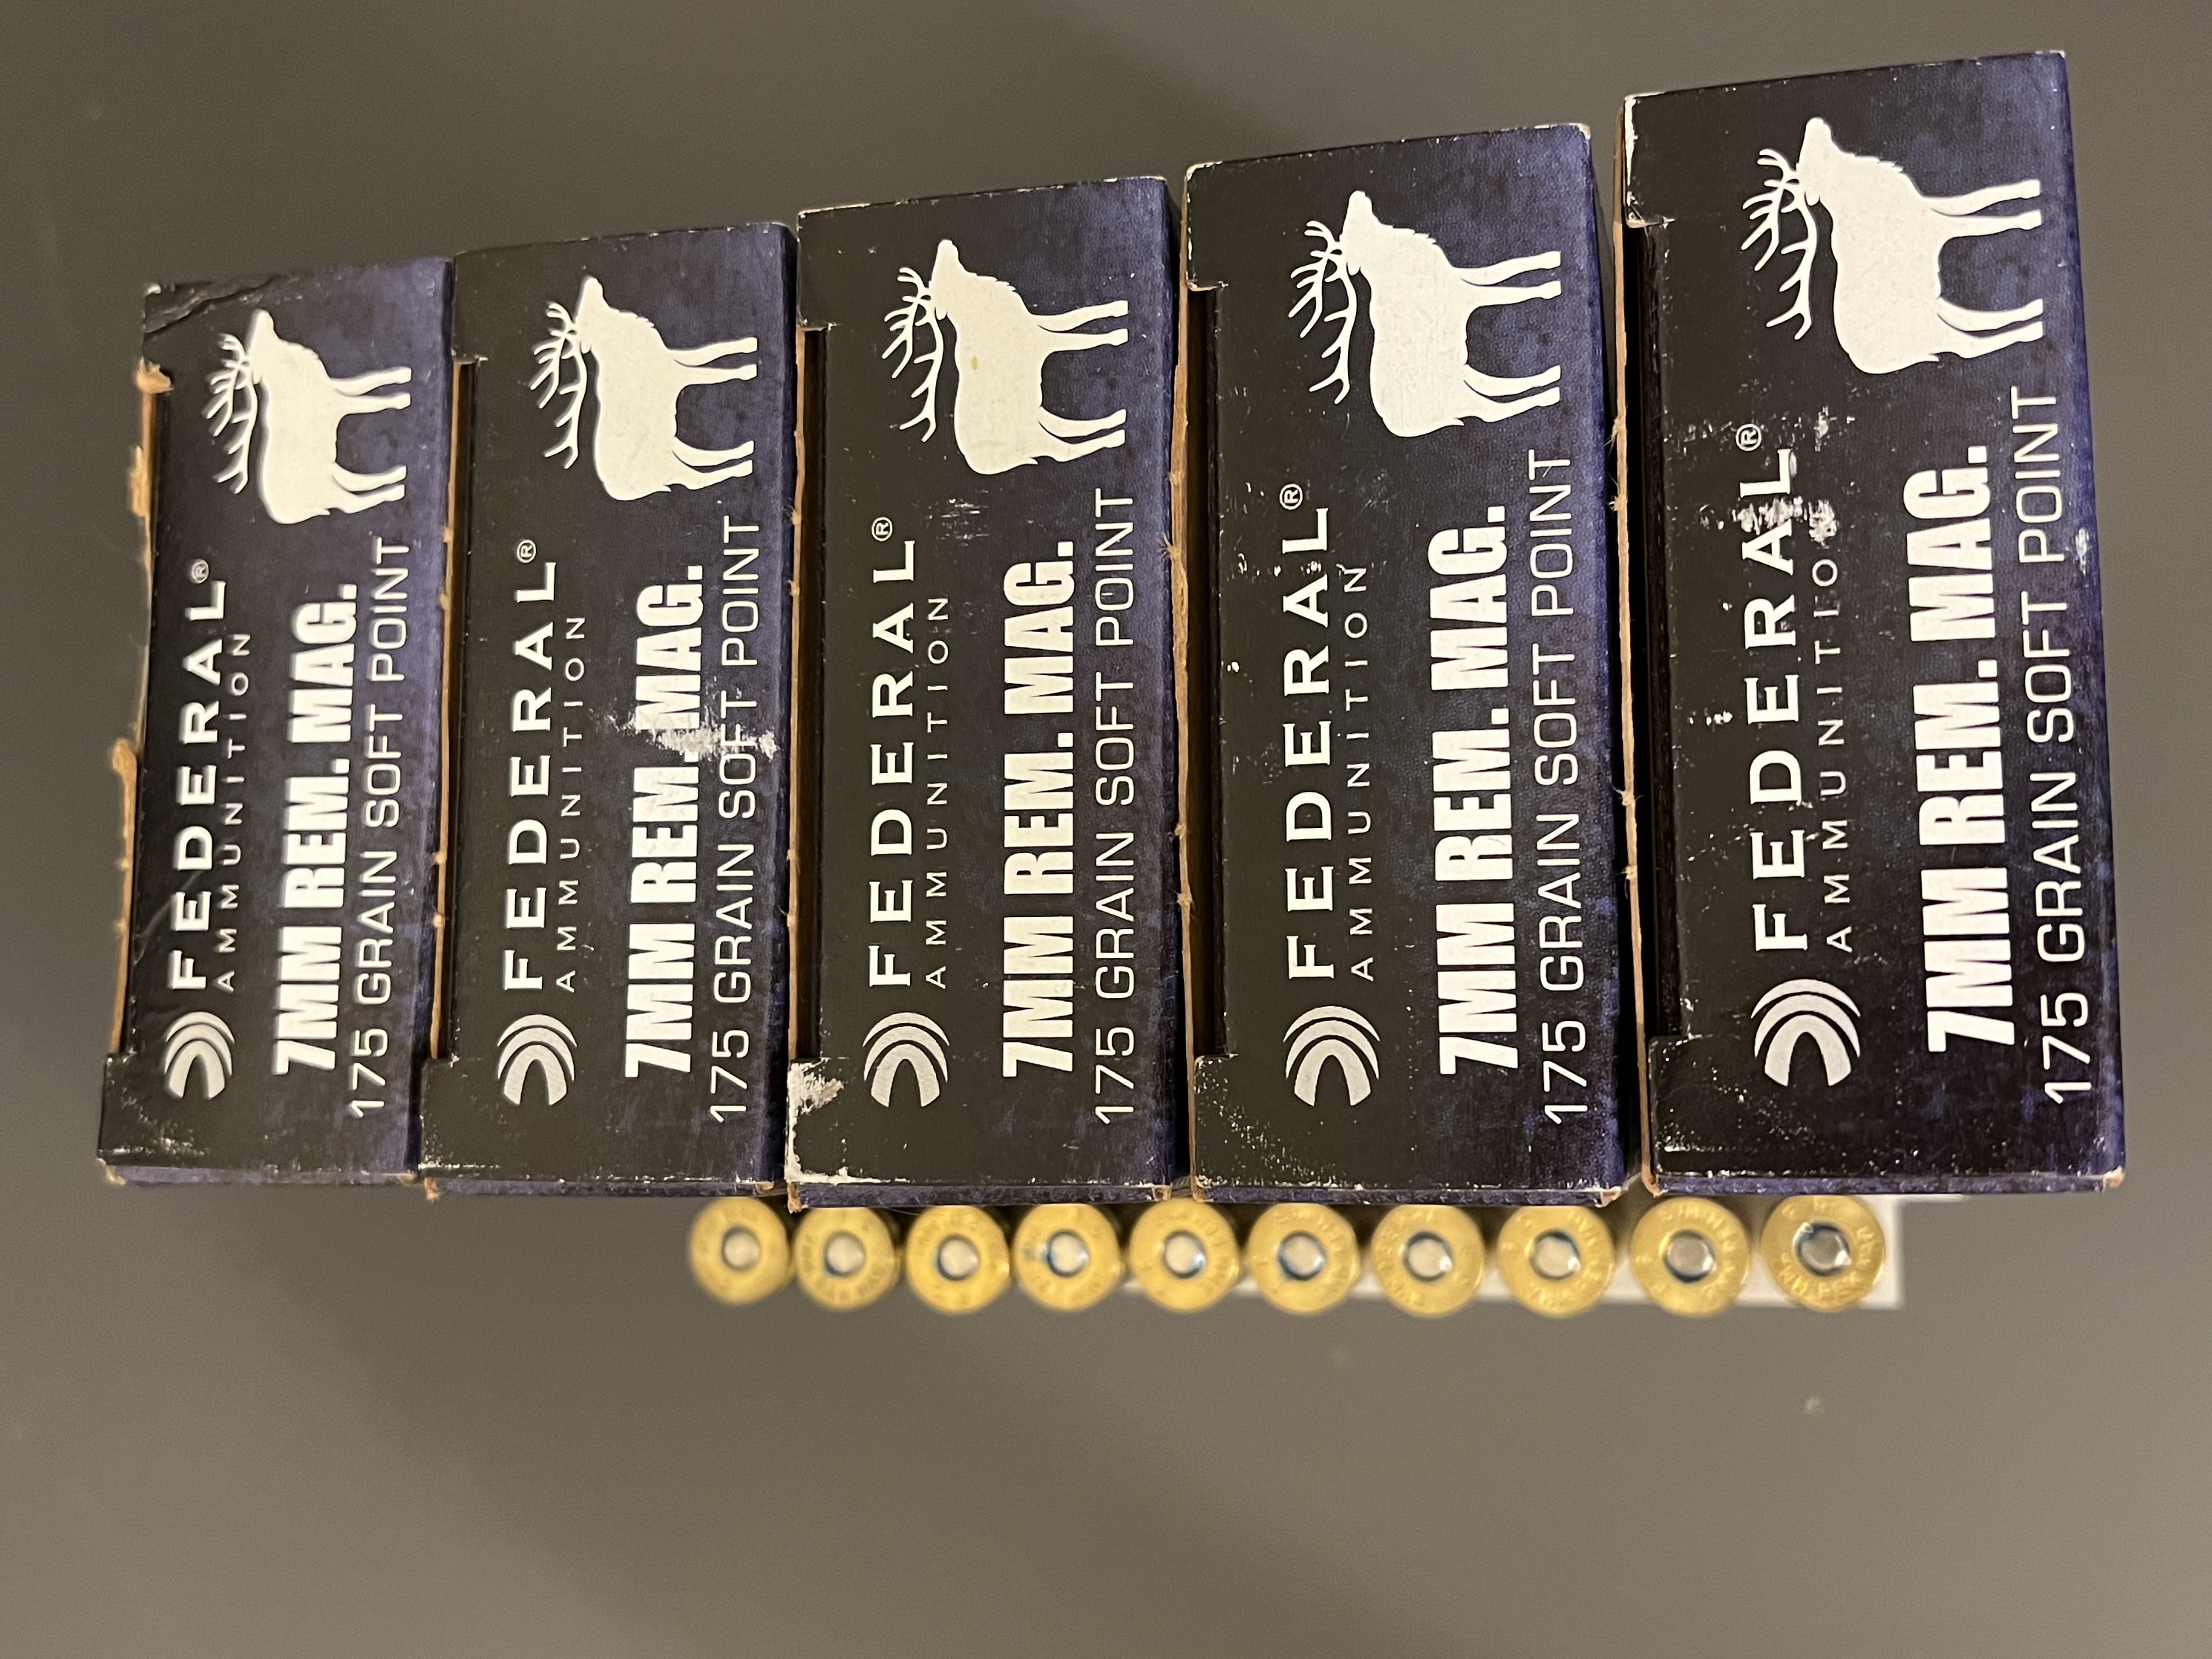 FEDERAL®
AMMUNITION
7MM REM. MAG.
175 GRAIN SOFT POINT
FEDERAL®
AMMUNITION
7MM REM. MAG.
175 GRAIN SOFT POINT
FEDERAL®
AMMUNITION
7MM REM. MAG.
175 GRAIN SOFT POINT
FEDERAL®
AMMUNITION
7MM REM. MAG.
175 GRAIN SOFT POINT
FEDERAL®
AMMUNITION
7MM REM. MAG.
175 GRAIN SOFT POINT